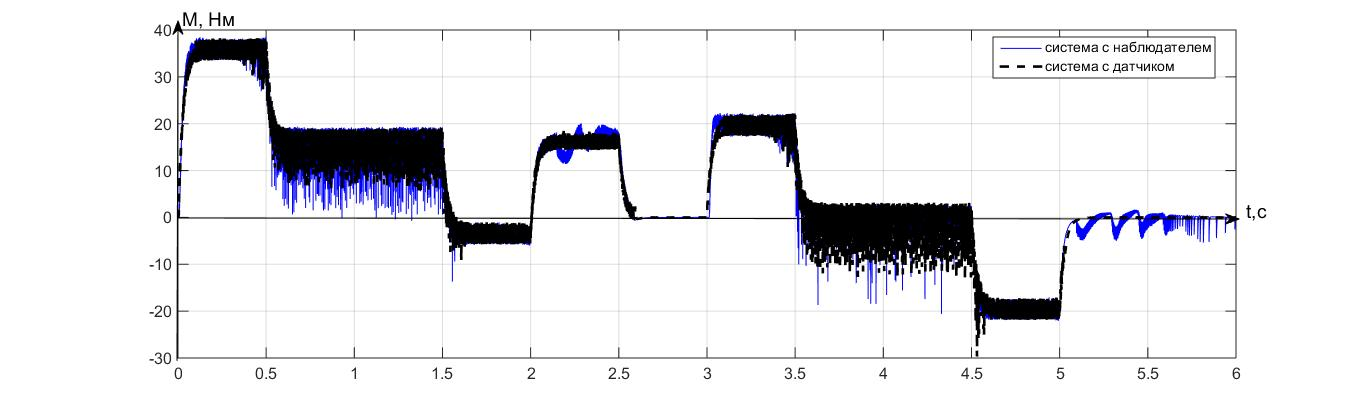 M, Нм
40
30
20
10
0
-10
-20
-30
система с наблюдателем
система с датчиком
t,c
0 0.5 1 1.5 2 2.5 3 3.5 4 4.5 5 5.5 6